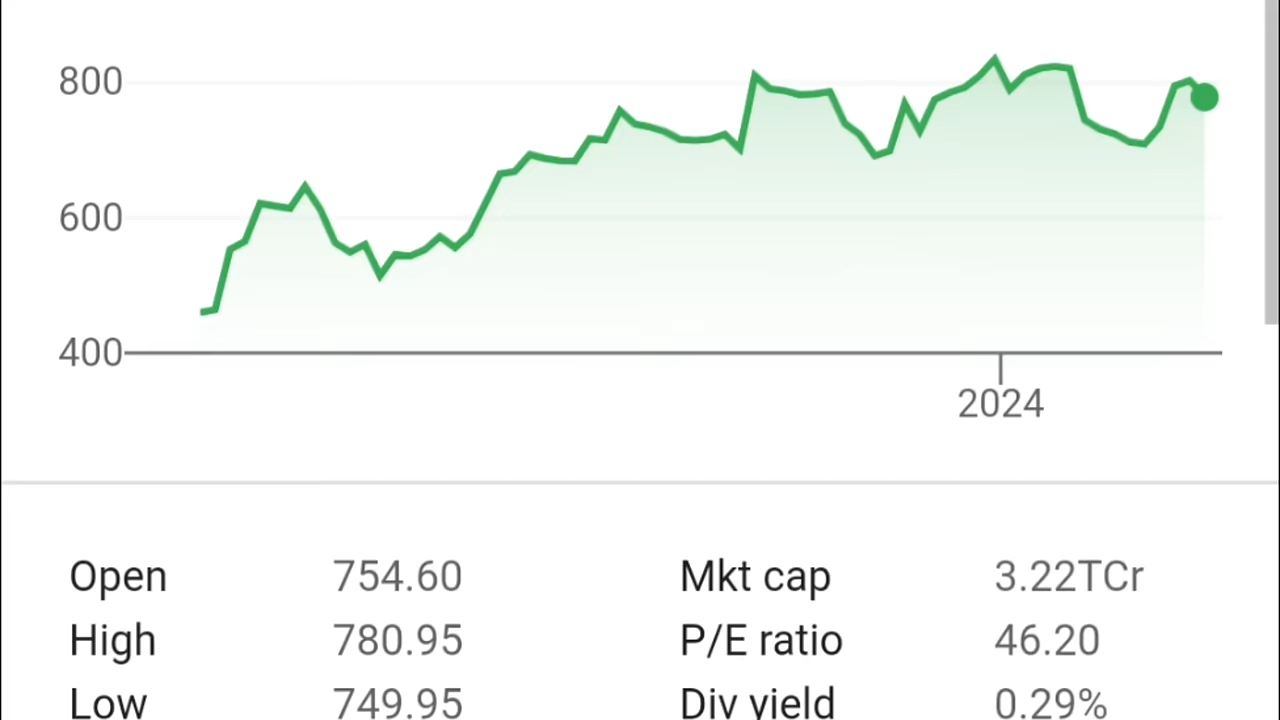 800
600
400
2024
Open 754.60 Mkt cap 3.22TCr
High 780.95 P/E ratio 46.20
Low 749.95 Div yield 0.29%